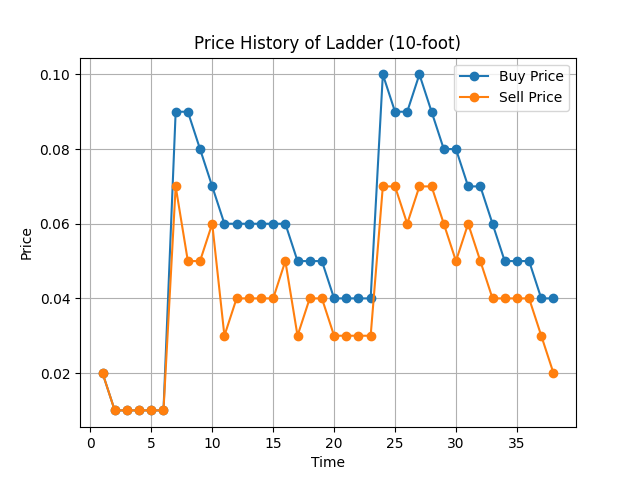 Price History of Ladder (10-foot)
Buy Price
Sell Price
Price
0.10
0.08
0.06
0.04
0.02
0 5 10 15 20 25 30 35
Time